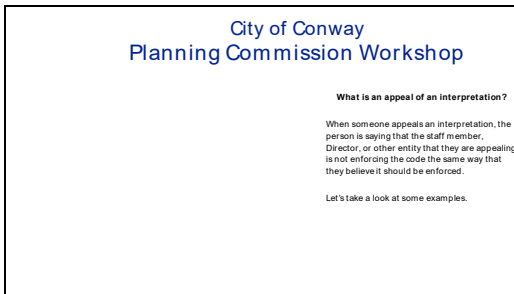 City of Conway
Planning Commission Workshop
What is an appeal of an interpretation?
When someone appeals an interpretation, the
person is saying that the staff member,
Director, or other entity that they are appealing
is not enforcing the code the same way that
they believe it should be enforced.
Let's take a look at some examples.